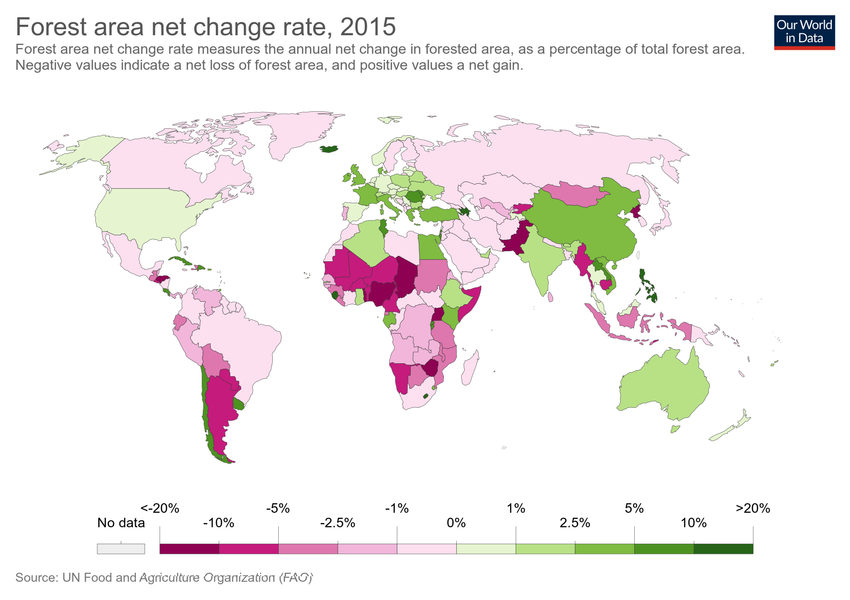 Forest area net change rate, 2015
Our World
in Data
Forest area net change rate measures the annual net change in forested area, as a percentage of total forest area.
Negative values indicate a net loss of forest area, and positive values a net gain.
<-20% -5% -1% 1% 5% >20%
No data -10% -2.5% 0% 2.5% 10%
Source: UN Food and Agriculture Organization (FAO)